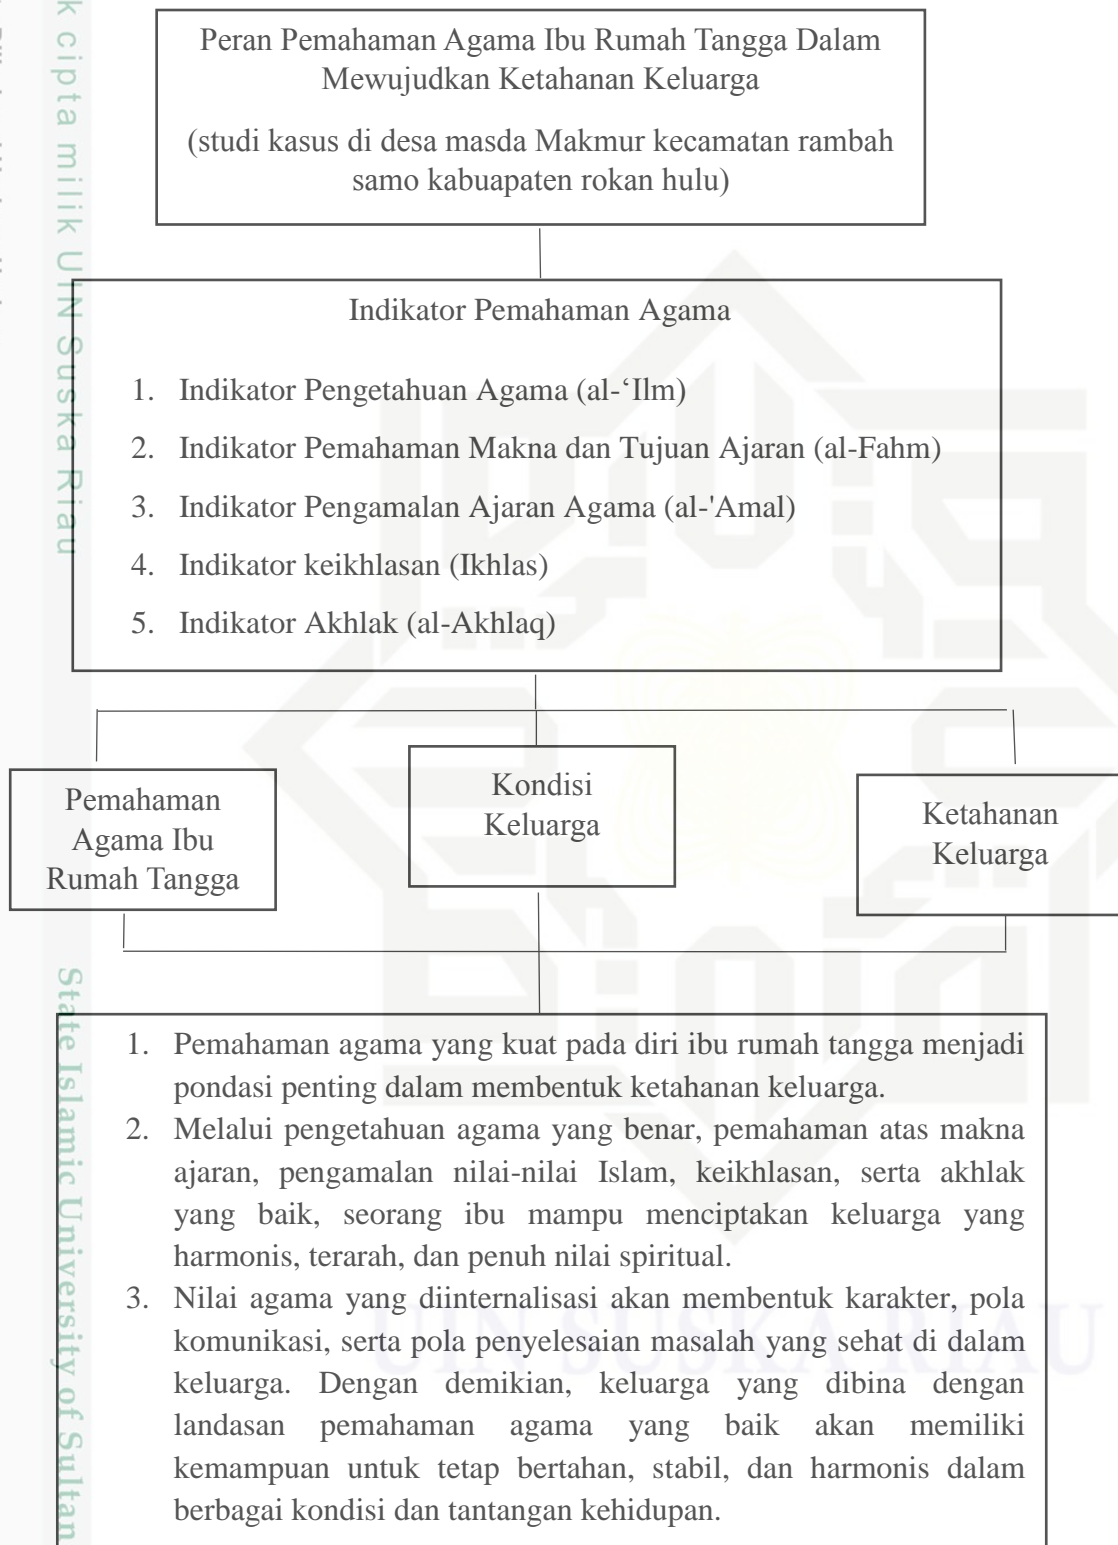 Peran Pemahaman Agama Ibu Rumah Tangga Dalam
Mewujudkan Ketahanan Keluarga
(studi kasus di desa masda Makmur kecamatan rambah
samo kabuapaten rokan hulu)
Indikator Pemahaman Agama
1. Indikator Pengetahuan Agama (al-‘Ilm)
2. Indikator Pemahaman Makna dan Tujuan Ajaran (al-Fahm)
3. Indikator Pengamalan Ajaran Agama (al-'Amal)
4. Indikator keikhlasan (Ikhlas)
5. Indikator Akhlak (al-Akhlaq)
Pemahaman
Agama Ibu
Rumah Tangga
Kondisi
Keluarga
Ketahanan
Keluarga
1. Pemahaman agama yang kuat pada diri ibu rumah tangga menjadi
pondasi penting dalam membentuk ketahanan keluarga.
2. Melalui pengetahuan agama yang benar, pemahaman atas makna
ajaran, pengamalan nilai-nilai Islam, keikhlasan, serta akhlak
yang baik, seorang ibu mampu menciptakan keluarga yang
harmonis, terarah, dan penuh nilai spiritual.
3. Nilai agama yang diinternalisasi akan membentuk karakter, pola
komunikasi, serta pola penyelesaian masalah yang sehat di dalam
keluarga. Dengan demikian, keluarga yang dibina dengan
landasan pemahaman agama yang baik akan memiliki
kemampuan untuk tetap bertahan, stabil, dan harmonis dalam
berbagai kondisi dan tantangan kehidupan.
k cipta milik UIN Suska Riau
State Islamic University of Sultan
UIN SUSKA RIAU